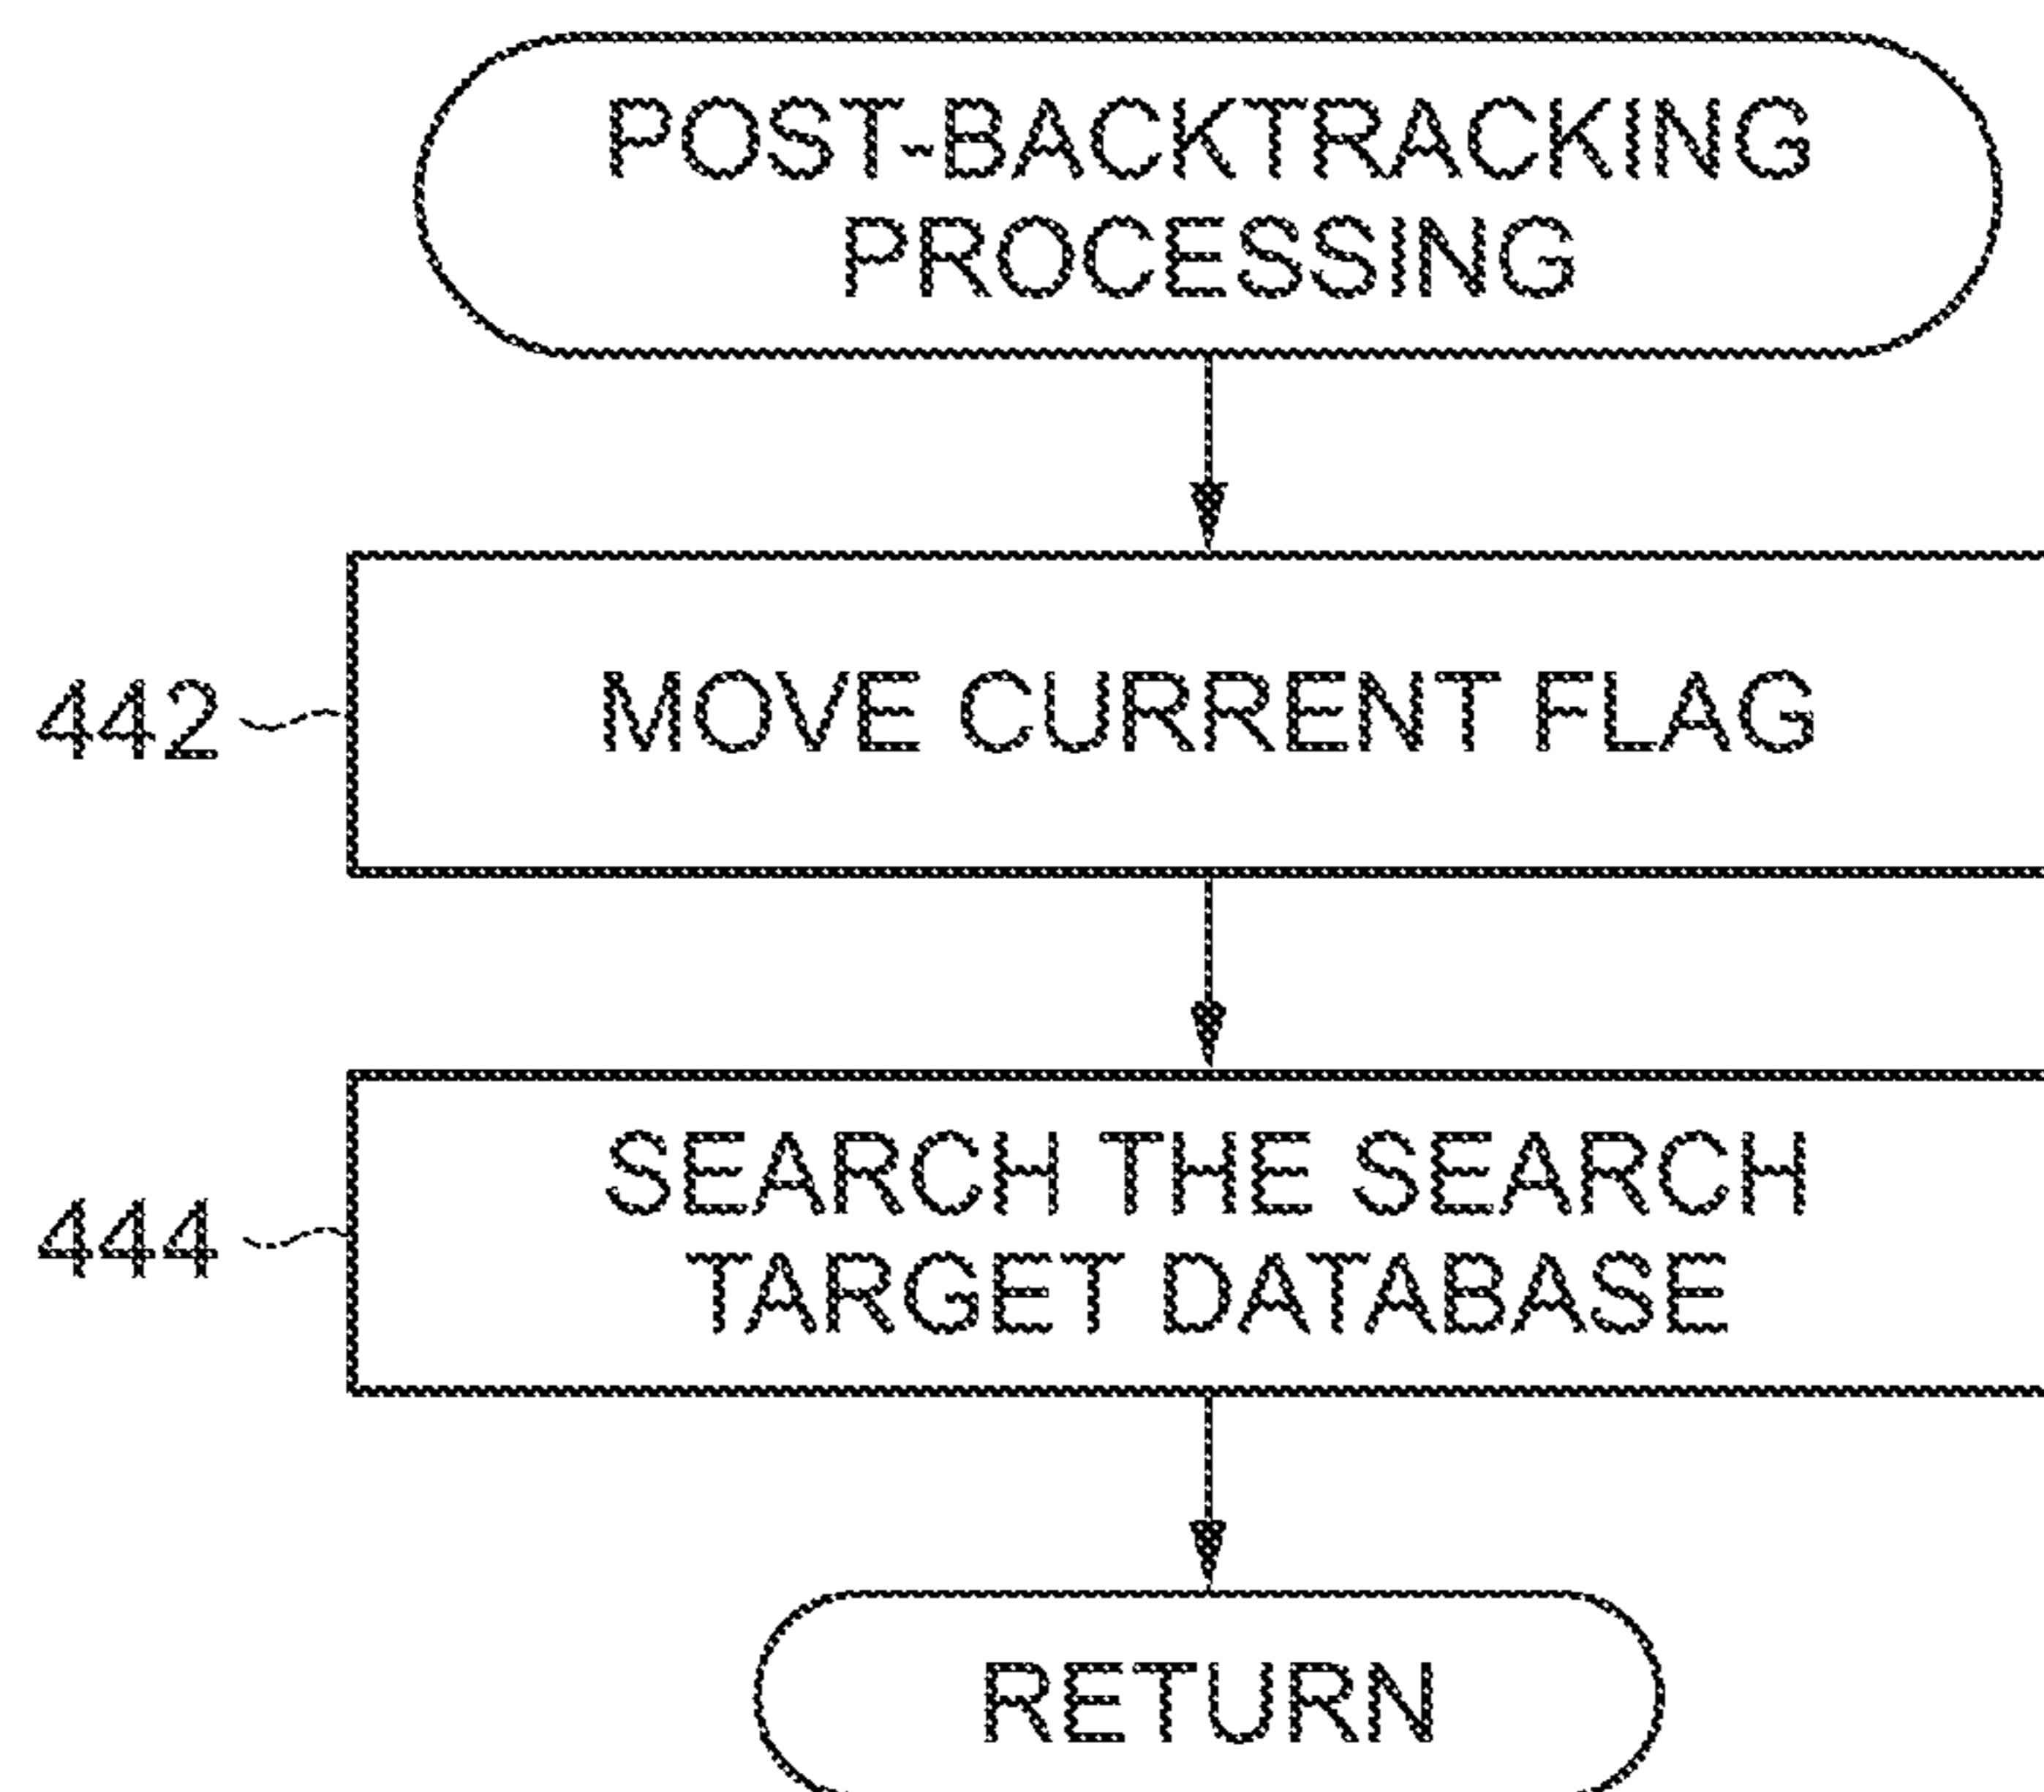 POST-BACKTRACKING
PROCESSING
442
MOVE CURRENT FLAG
444
SEARCH THE SEARCH
TARGET DATABASE
RETURN